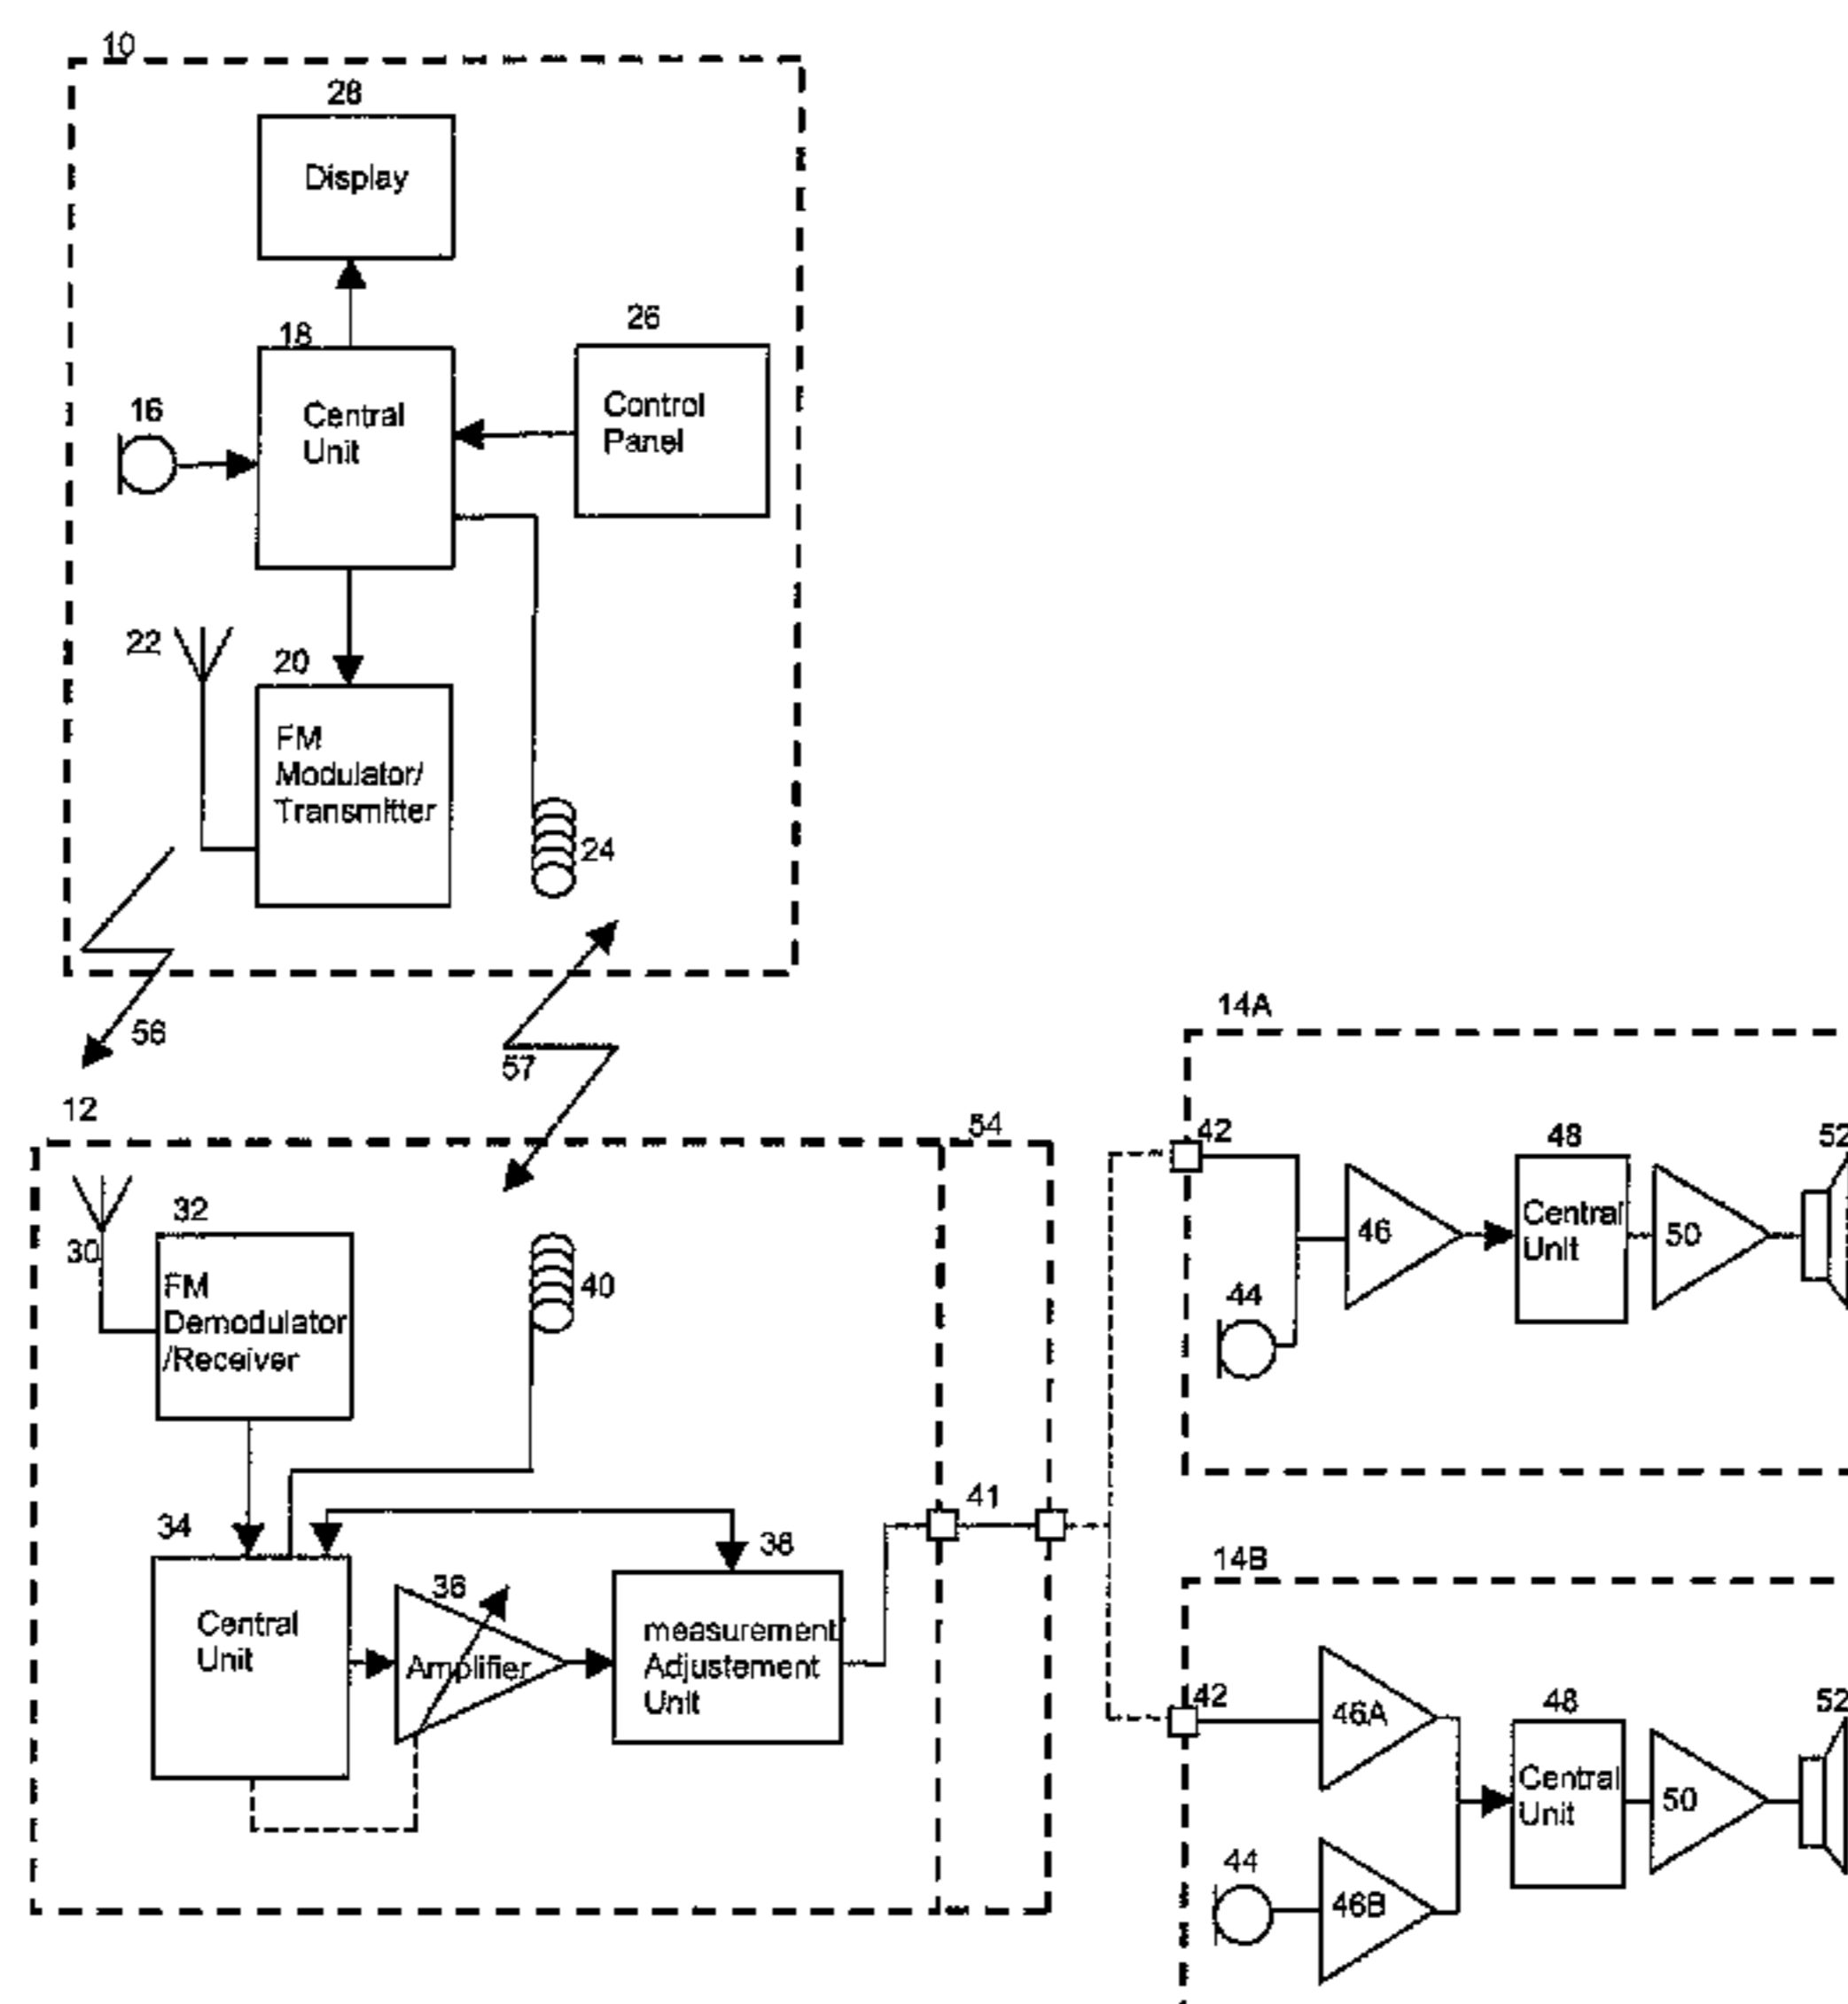 10
28
Display
18
26
16
Central
Unit
Control
Panel
22
20
FM
Modulator/
Transmitter
24
56
57
14A
12
54
42
48
52
32
30
46
Central
Unit
50
FM
Demodulator
/Receiver
40
44
41
34
38
14B
36
Central
Unit
Amplifier
measurement
Adjustement
Unit
42
48
52
46A
Central
Unit
50
44
46B